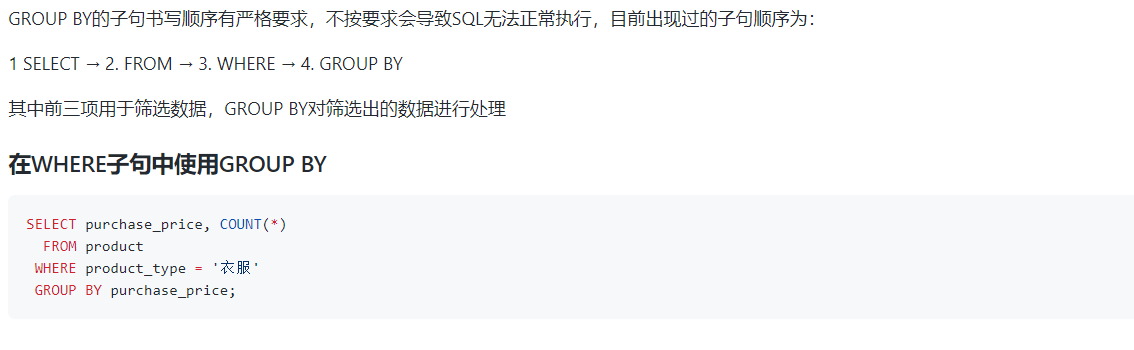 GROUP BY的子句书写顺序有严格要求，不按要求会导致SQL无法正常执行，目前出现过的子句顺序为：
1 SELECT → 2. FROM → 3. WHERE → 4. GROUP BY
其中前三项用于筛选数据，GROUP BY对筛选出的数据进行处理
在WHERE子句中使用GROUP BY
SELECT purchase_price, COUNT(*)
FROM product
WHERE product_type = '衣服'
GROUP BY purchase_price;